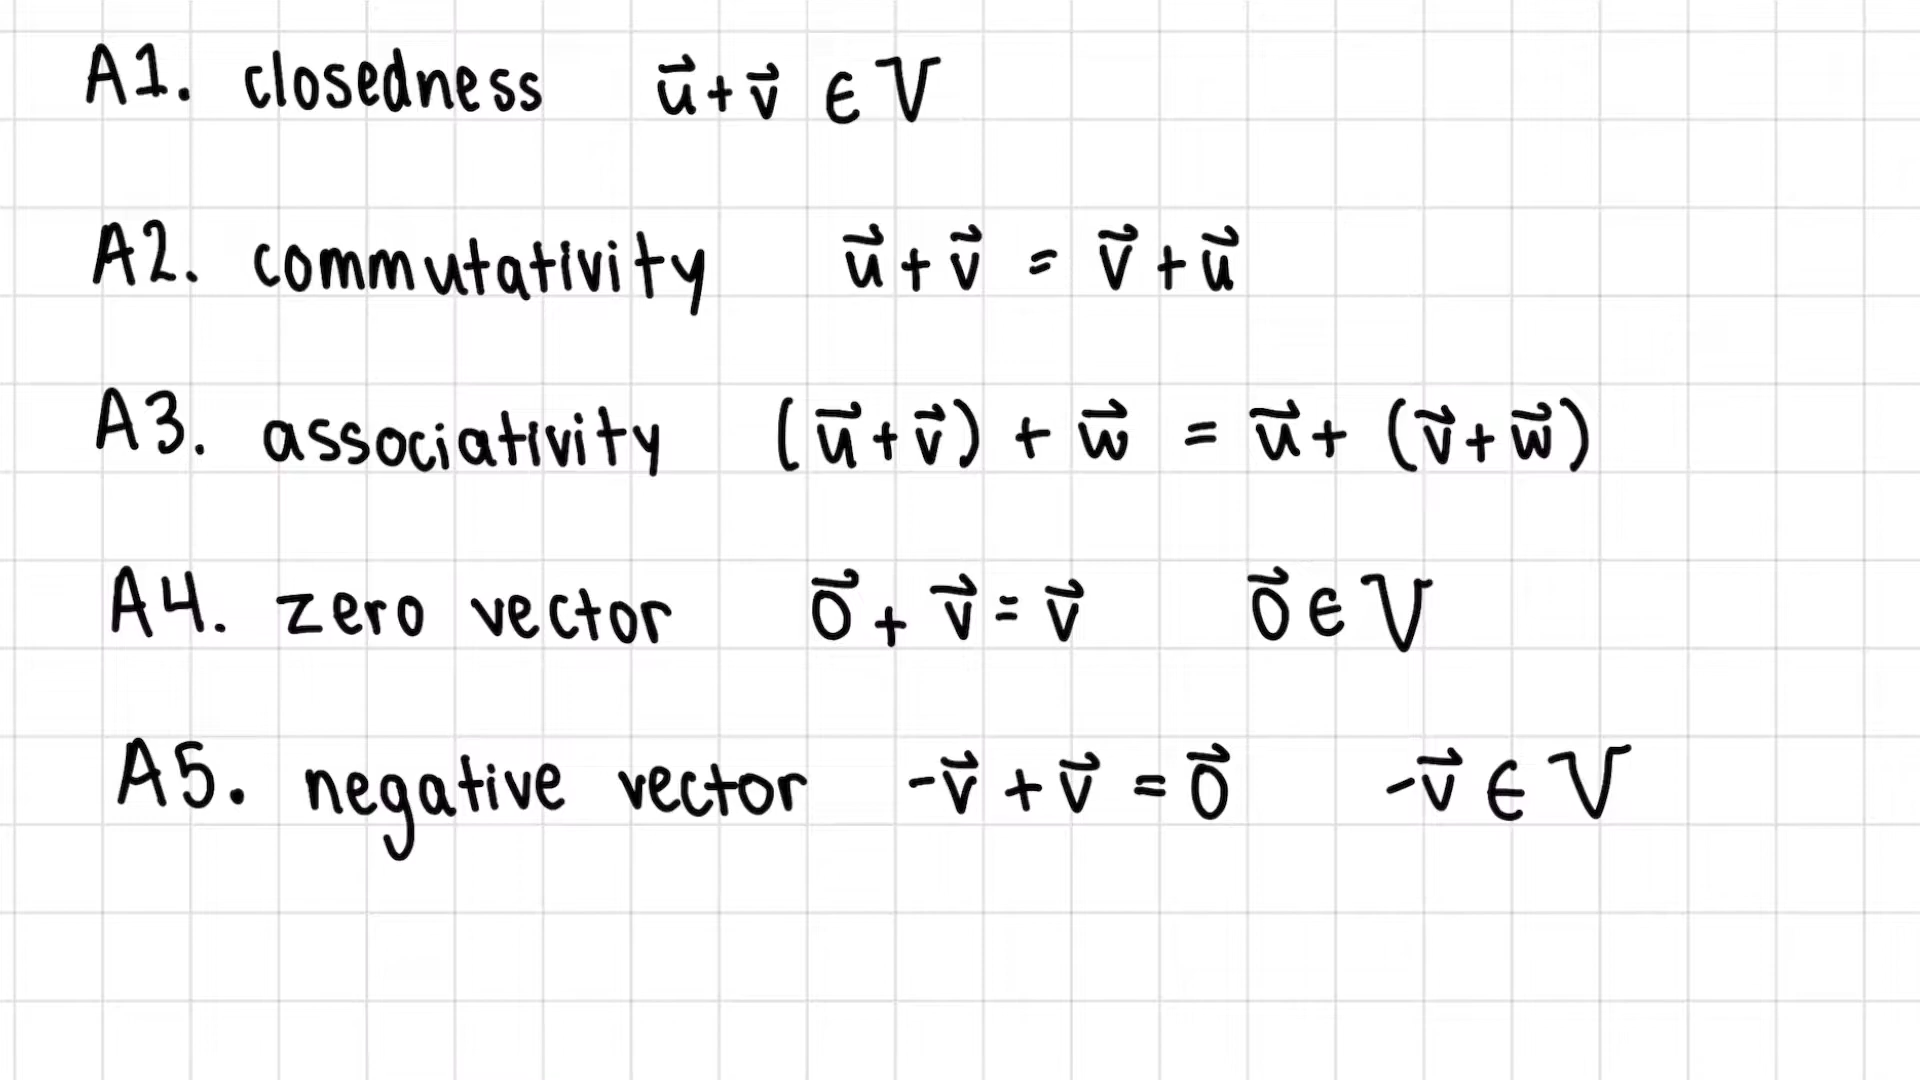 A1. closedness u⃗+v⃗ ∈ V
A2. commutativity u⃗+v⃗ = v⃗+u⃗
A3. associativity (u⃗+v⃗) + w⃗ = u⃗+ (v⃗+w⃗)
A4. zero vector 0⃗ + v⃗ = v⃗ 0⃗ ∈ V
A5. negative vector -v⃗ + v⃗ = 0⃗ -v⃗ ∈ V